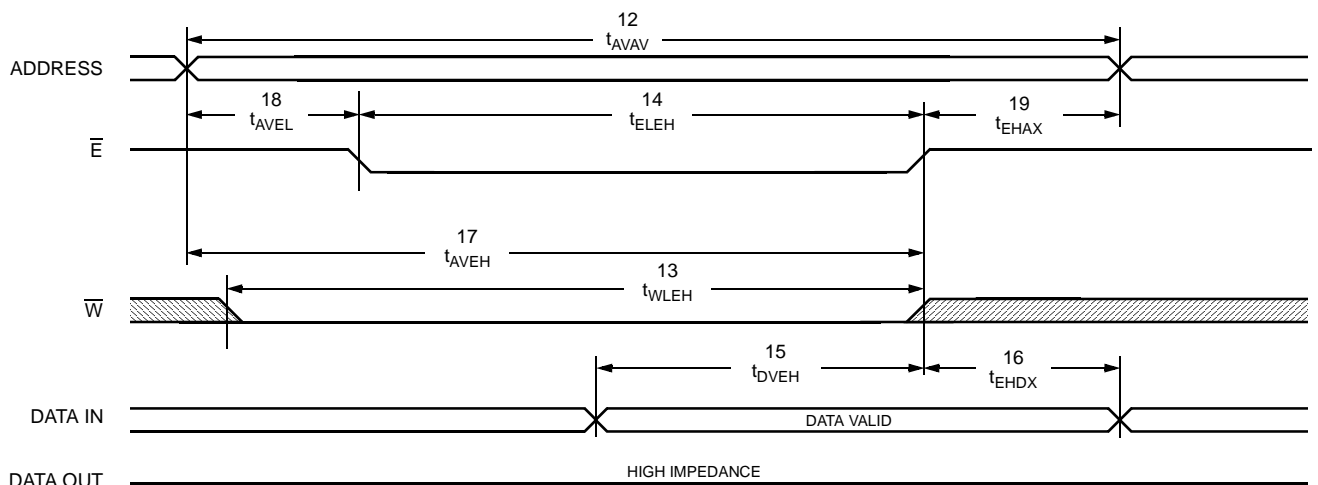 12
tAVAV
ADDRESS
18
tAVEL
14
tELEH
19
tEHAX
E
17
tAVEH
13
tWLEH
W
15
tDVEH
16
tEHDX
DATA IN
DATA VALID
DATA OUT
HIGH IMPEDANCE